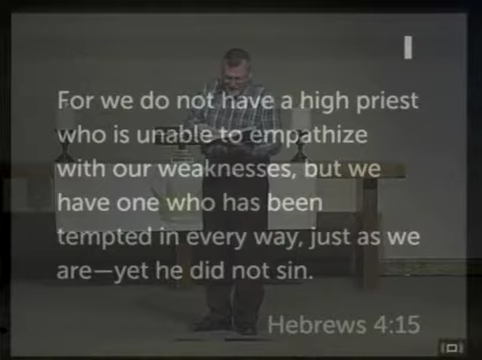 For we do not have a high priest
who is unable to empathize
with our weaknesses, but we
have one who has been
tempted in every way, just as we
are—yet he did not sin.
Hebrews 4:15